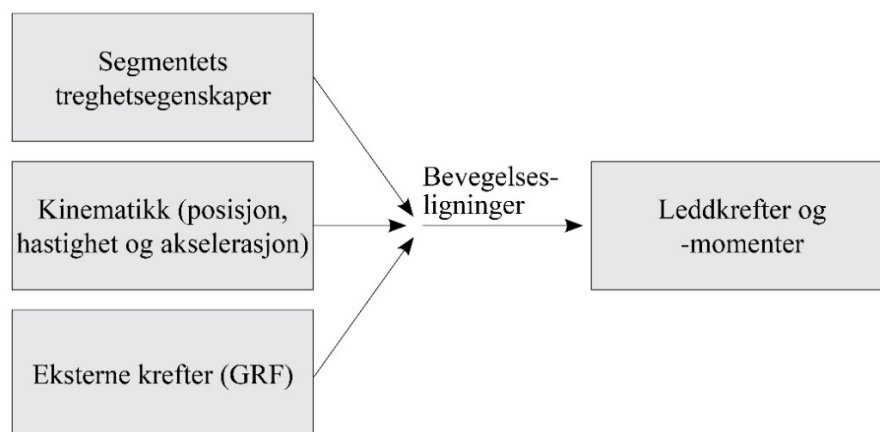 Segmentets
treghetsegenskaper
Kinematikk (posisjon,
hastighet og akselerasjon)
Eksterne krefter (GRF)
Bevegelses-
ligninger
Leddkrefter og
-momenter